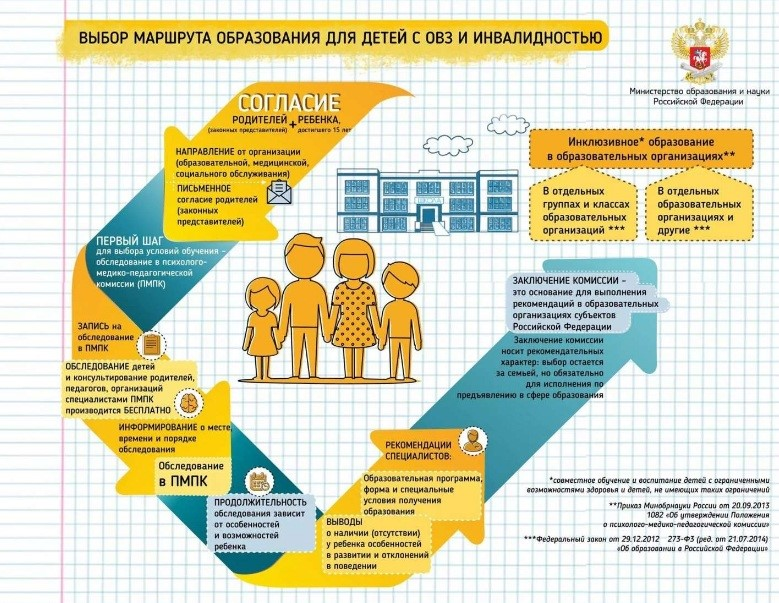 ВЫБОР МАРШРУТА ОБРАЗОВАНИЯ ДЛЯ ДЕТЕЙ С ОВЗ И ИНВАЛИДНОСТЬЮ
Министерство образования и науки
Российской Федерации
СОГЛАСИЕ
РОДИТЕЛЕЙ + РЕБЕНКА,
(законных представителей) достигшего 15 лет
НАПРАВЛЕНИЕ от организации
(образовательной, медицинской,
социального обслуживания)
ПИСЬМЕННОЕ
согласие родителей
(законных
представителей)
ПЕРВЫЙ ШАГ
для выбора условий обучения –
обследование в психолого-
медико-педагогической
комиссии (ПМПК)
ЗАПИСЬ на
обследование
в ПМПК
ОБСЛЕДОВАНИЕ детей
и консультирование родителей,
педагогов, организаций
специалистами ПМПК
производится БЕСПЛАТНО
ИНФОРМИРОВАНИЕ о месте,
времени и порядке
обследования
Обследование
в ПМПК
ПРОДОЛЖИТЕЛЬНОСТЬ
обследования зависит
от особенностей
и возможностей
ребенка
ВЫВОДЫ
о наличии (отсутствии)
у ребенка особенностей
в развитии и отклонений
в поведении
РЕКОМЕНДАЦИИ
СПЕЦИАЛИСТОВ:
Образовательная программа,
форма и специальные
условия получения
образования
ЗАКЛЮЧЕНИЕ КОМИССИИ –
это основание для выполнения
рекомендаций в образовательных
организациях субъектов
Российской Федерации
Заключение комиссии
носит рекомендательных
характер: выбор остается
за семьей, но обязательно
для исполнения по
предъявлению в сфере образования
ШКОЛА
Инклюзивное* образование
в образовательных организациях**
В отдельных
группах и классах
образовательных
организаций ***
В отдельных
образовательных
организациях и
другие ***
*совместное обучение и воспитание детей с ограниченными
возможностями здоровья и детей, не имеющих таких ограничений
**Приказ Минобрнауки России от 20.09.2013
1082 «Об утверждении Положения
о психолого-медико-педагогической комиссии»
***Федеральный закон от 29.12.2012 273-ФЗ (ред. от 21.07.2014)
«Об образовании в Российской Федерации»